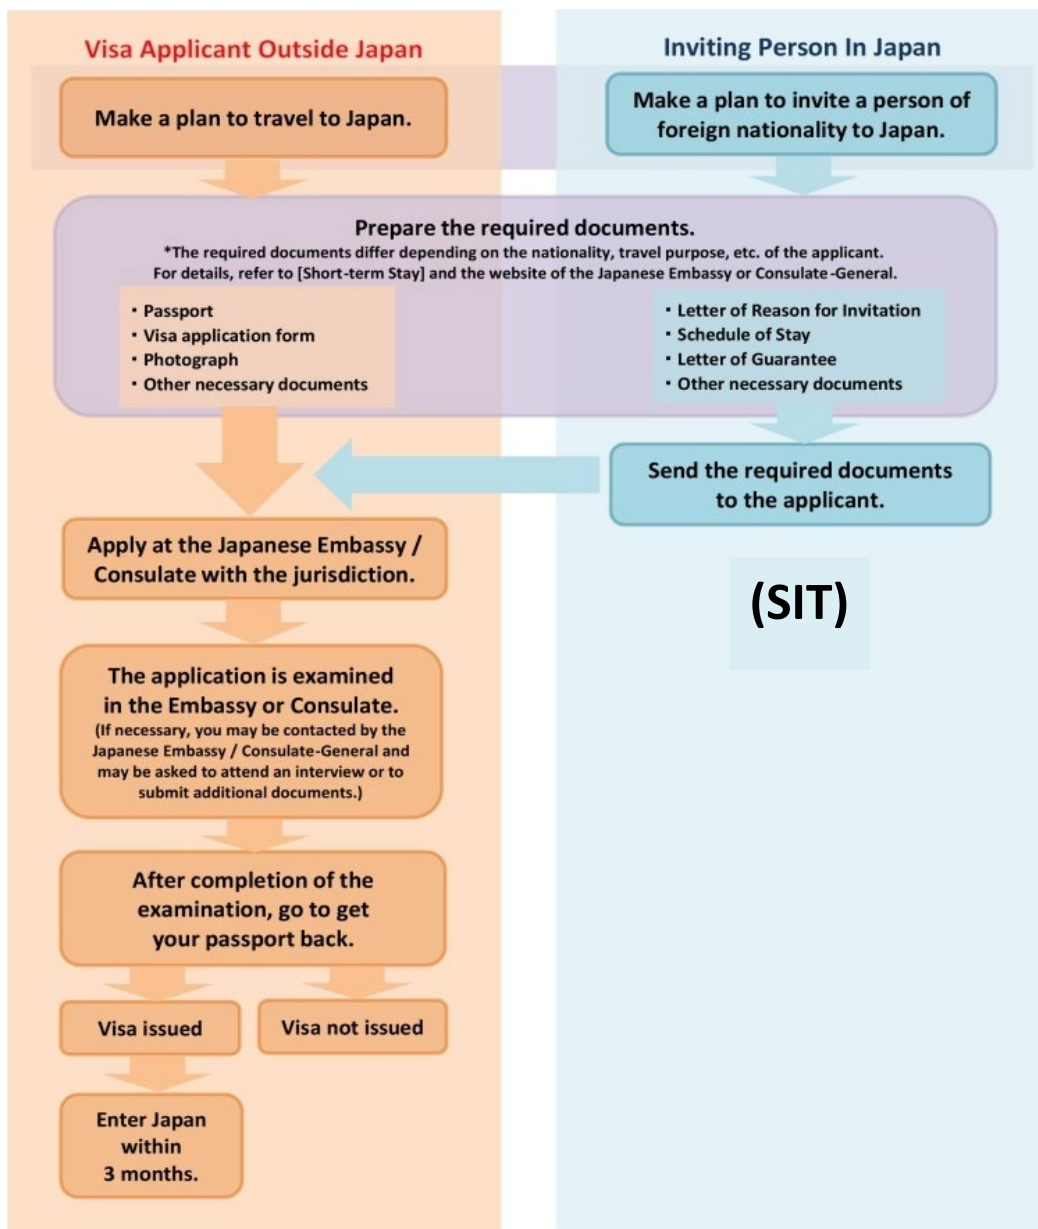 Visa Applicant Outside Japan
Inviting Person In Japan
Make a plan to travel to Japan.
Make a plan to invite a person of
foreign nationality to Japan.
Prepare the required documents.
*The required documents differ depending on the nationality, travel purpose, etc. of the applicant.
For details, refer to [Short-term Stay] and the website of the Japanese Embassy or Consulate-General.
・Passport
・Visa application form
・Photograph
・Other necessary documents
・Letter of Reason for Invitation
・Schedule of Stay
・Letter of Guarantee
・Other necessary documents
Send the required documents
to the applicant.
(SIT)
Apply at the Japanese Embassy /
Consulate with the jurisdiction.
The application is examined
in the Embassy or Consulate.
(If necessary, you may be contacted by the
Japanese Embassy / Consulate-General and
may be asked to attend an interview or to
submit additional documents.)
After completion of the
examination, go to get
your passport back.
Visa issued
Visa not issued
Enter Japan
within
3 months.